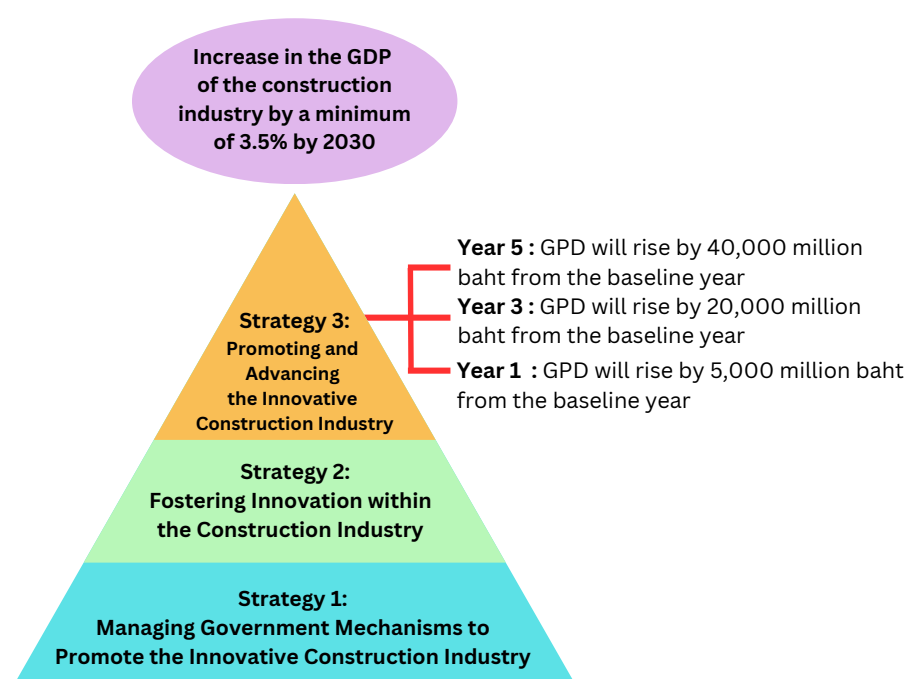 Increase in the GDP
of the construction
industry by a minimum
of 3.5% by 2030
Year 5 : GPD will rise by 40,000 million
baht from the baseline year
Year 3 : GPD will rise by 20,000 million
baht from the baseline year
Year 1 : GPD will rise by 5,000 million baht
from the baseline year
Strategy 3:
Promoting and
Advancing
the Innovative
Construction Industry
Strategy 2:
Fostering Innovation within
the Construction Industry
Strategy 1:
Managing Government Mechanisms to
Promote the Innovative Construction Industry